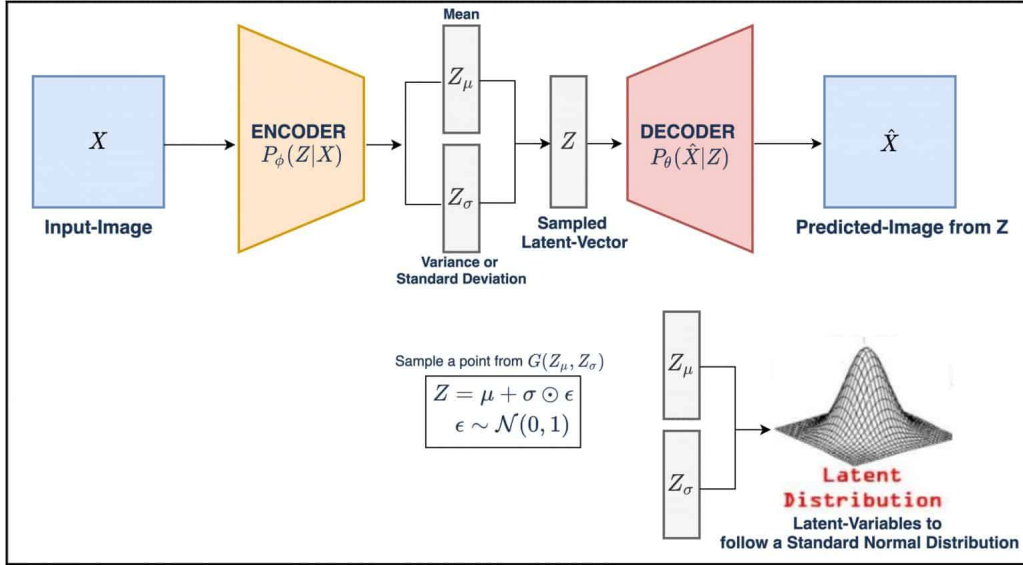 Mean
X
ENCODER
P_ϕ(Z|X)
Z_μ
Z_σ
Z
DECODER
P_θ(X̂|Z)
X̂
Input-Image
Variance or
Standard Deviation
Sampled
Latent-Vector
Predicted-Image from Z
Sample a point from G(Z_μ, Z_σ)
Z = μ + σ ⊙ ϵ
ϵ ∼ 𝒩(0, 1)
Z_μ
Z_σ
Latent
Distribution
Latent-Variables to
follow a Standard Normal Distribution